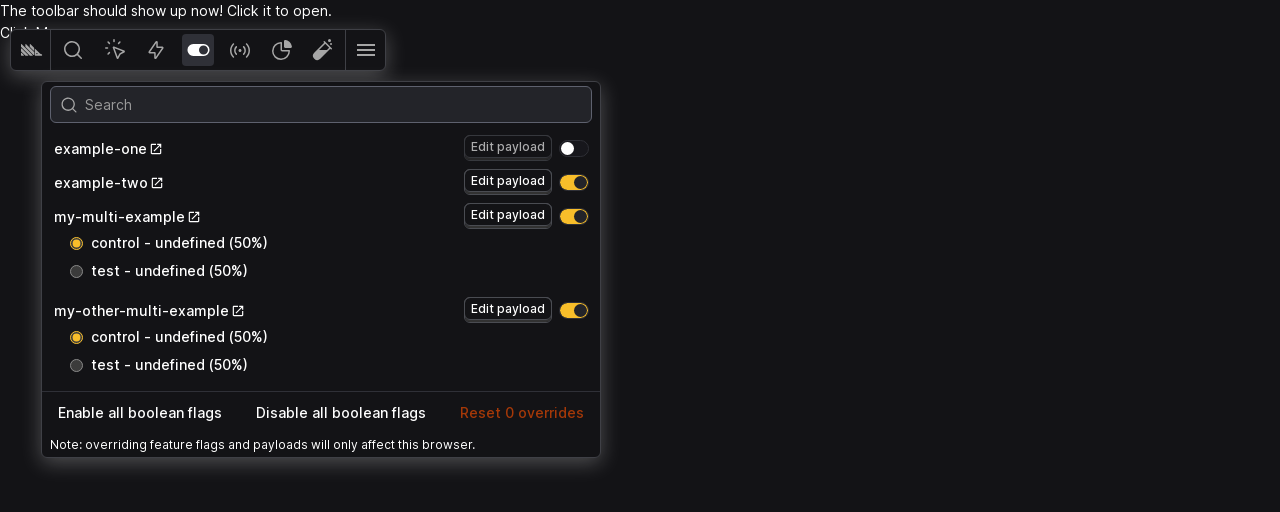 The toolbar should show up now! Click it to open.
Search
example-one Edit payload
example-two Edit payload
my-multi-example Edit payload
control - undefined (50%)
test - undefined (50%)
my-other-multi-example Edit payload
control - undefined (50%)
test - undefined (50%)
Enable all boolean flags Disable all boolean flags Reset 0 overrides
Note: overriding feature flags and payloads will only affect this browser.